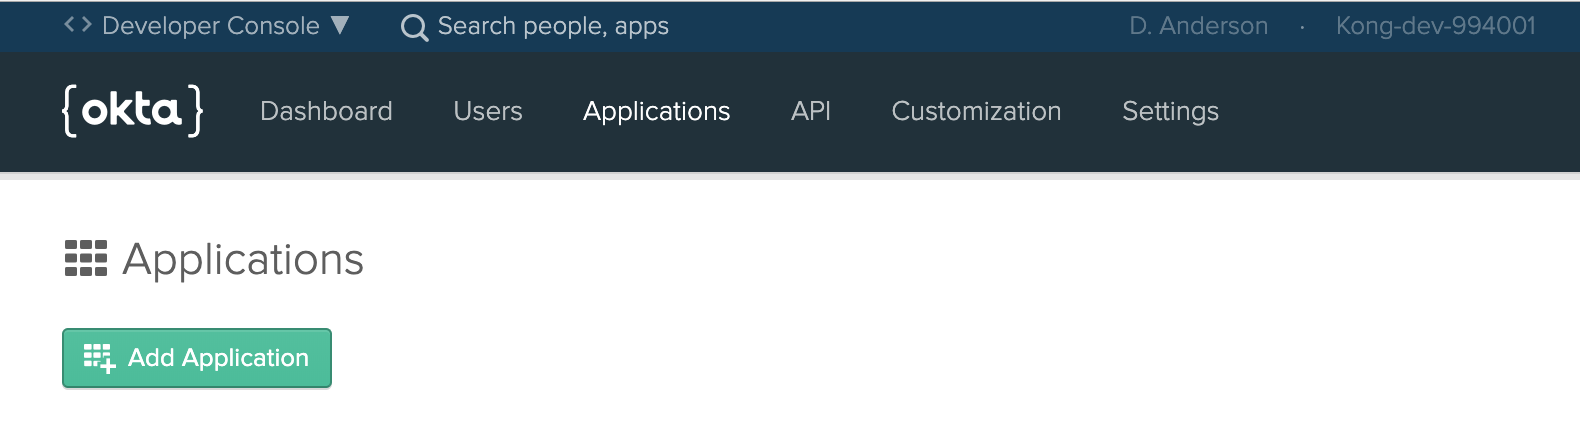 <> Developer Console ▼ Search people, apps D. Anderson · Kong-dev-994001
{okta} Dashboard Users Applications API Customization Settings
Applications
Add Application